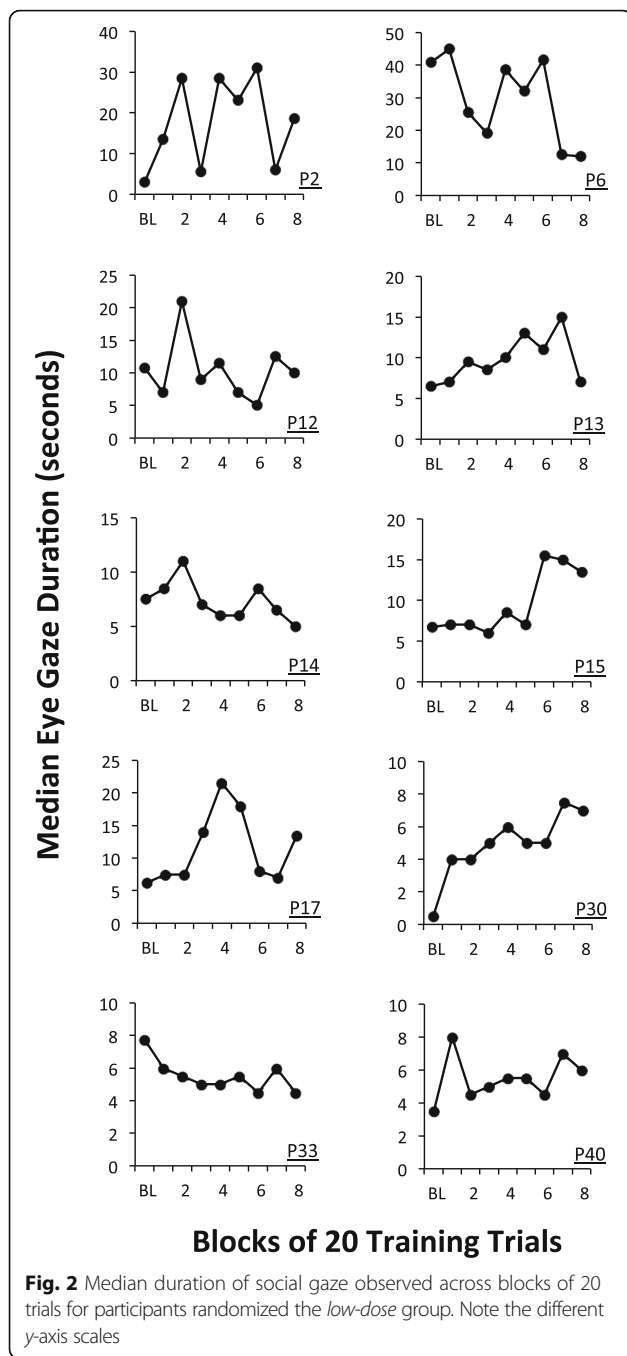 40
30
20
10
0
BL 2 4 6 8
P2
50
40
30
20
10
0
BL 2 4 6 8
P6
25
20
15
10
5
0
BL 2 4 6 8
P12
20
15
10
5
0
BL 2 4 6 8
P13
15
10
5
0
BL 2 4 6 8
P14
20
15
10
5
0
BL 2 4 6 8
P15
25
20
15
10
5
0
BL 2 4 6 8
P17
10
8
6
4
2
0
BL 2 4 6 8
P30
10
8
6
4
2
0
BL 2 4 6 8
P33
10
8
6
4
2
0
BL 2 4 6 8
P40
Median Eye Gaze Duration (seconds)
Blocks of 20 Training Trials
Fig. 2 Median duration of social gaze observed across blocks of 20
trials for participants randomized the low-dose group. Note the different
y-axis scales